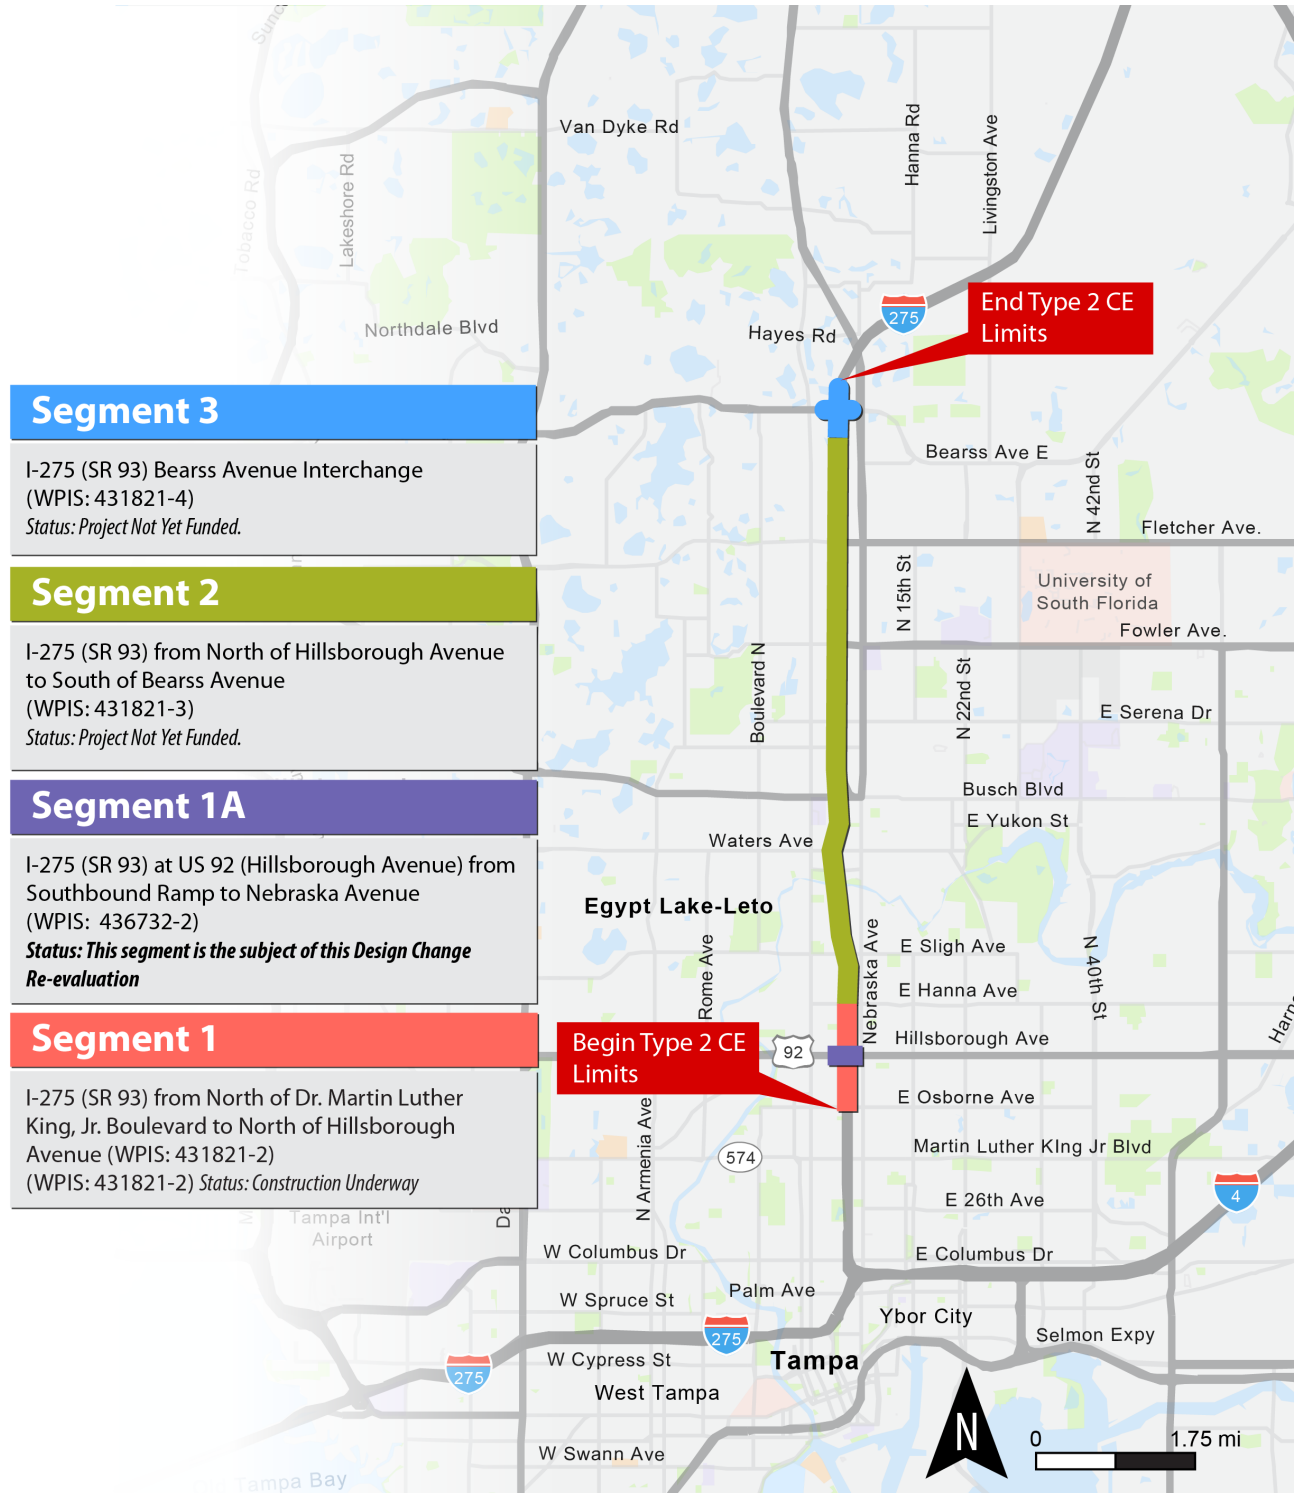 Sunc
Van Dyke Rd
Hanna Rd
Livingston Ave
Lakeshore Rd
Tobacco Rd
Northdale Blvd
Hayes Rd
275
End Type 2 CE
Limits
Segment 3
I-275 (SR 93) Bearss Avenue Interchange
(WPIS: 431821-4)
Status: Project Not Yet Funded.
Bearss Ave E
N 42nd St
Fletcher Ave.
Segment 2
I-275 (SR 93) from North of Hillsborough Avenue
to South of Bearss Avenue
(WPIS: 431821-3)
Status: Project Not Yet Funded.
N 15th St
University of
South Florida
Fowler Ave.
Boulevard N
N 22nd St
E Serena Dr
Segment 1A
I-275 (SR 93) at US 92 (Hillsborough Avenue) from
Southbound Ramp to Nebraska Avenue
(WPIS:  436732-2)
Status: This segment is the subject of this Design Change
Re-evaluation
Busch Blvd
E Yukon St
Waters Ave
Egypt Lake-Leto
Rome Ave
Nebraska Ave
E Sligh Ave
N 40th St
E Hanna Ave
Segment 1
I-275 (SR 93) from North of Dr. Martin Luther
King, Jr. Boulevard to North of Hillsborough
Avenue (WPIS: 431821-2)
(WPIS: 431821-2) Status: Construction Underway
Begin Type 2 CE
Limits
92
Hillsborough Ave
Harn
E Osborne Ave
N Armenia Ave
574
Martin Luther KIng Jr Blvd
E 26th Ave
4
M
Tampa Int'l
Airport
Da
W Columbus Dr
E Columbus Dr
W Spruce St
Palm Ave
Ybor City
275
Selmon Expy
275
W Cypress St
Tampa
West Tampa
W Swann Ave
Tampa Bay
N
0
1.75 mi